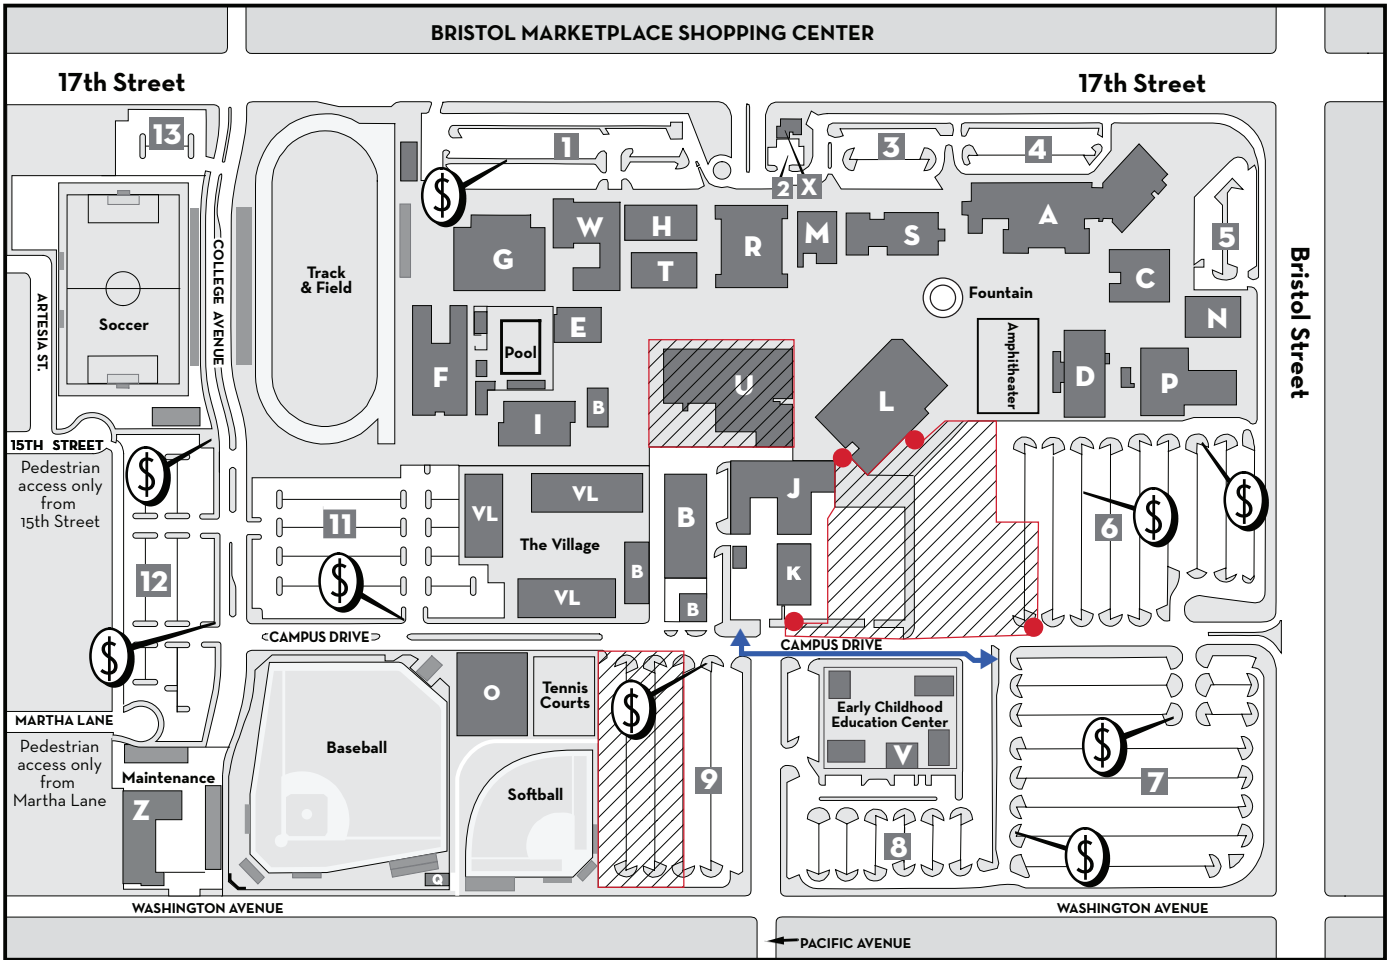 BRISTOL MARKETPLACE SHOPPING CENTER
17th Street
17th Street
13
1
3
4
2
X
$
5
W
H
R
M
S
A
G
T
C
COLLEGE AVENUE
Track
& Field
Bristol Street
ARTESIA ST.
Soccer
Fountain
N
E
Pool
Amphitheater
F
U
L
D
P
B
I
15TH STREET
Pedestrian
access only
from
15th Street
$
VL
VL
J
$
$
6
11
B
The Village
K
12
$
B
VL
B
CAMPUS DRIVE
CAMPUS DRIVE
$
O
Tennis
Courts
$
Early Childhood
Education Center
MARTHA LANE
Pedestrian
access only
from
Martha Lane
Baseball
V
$
Maintenance
9
7
Z
Softball
8
$
Q
WASHINGTON AVENUE
WASHINGTON AVENUE
PACIFIC AVENUE